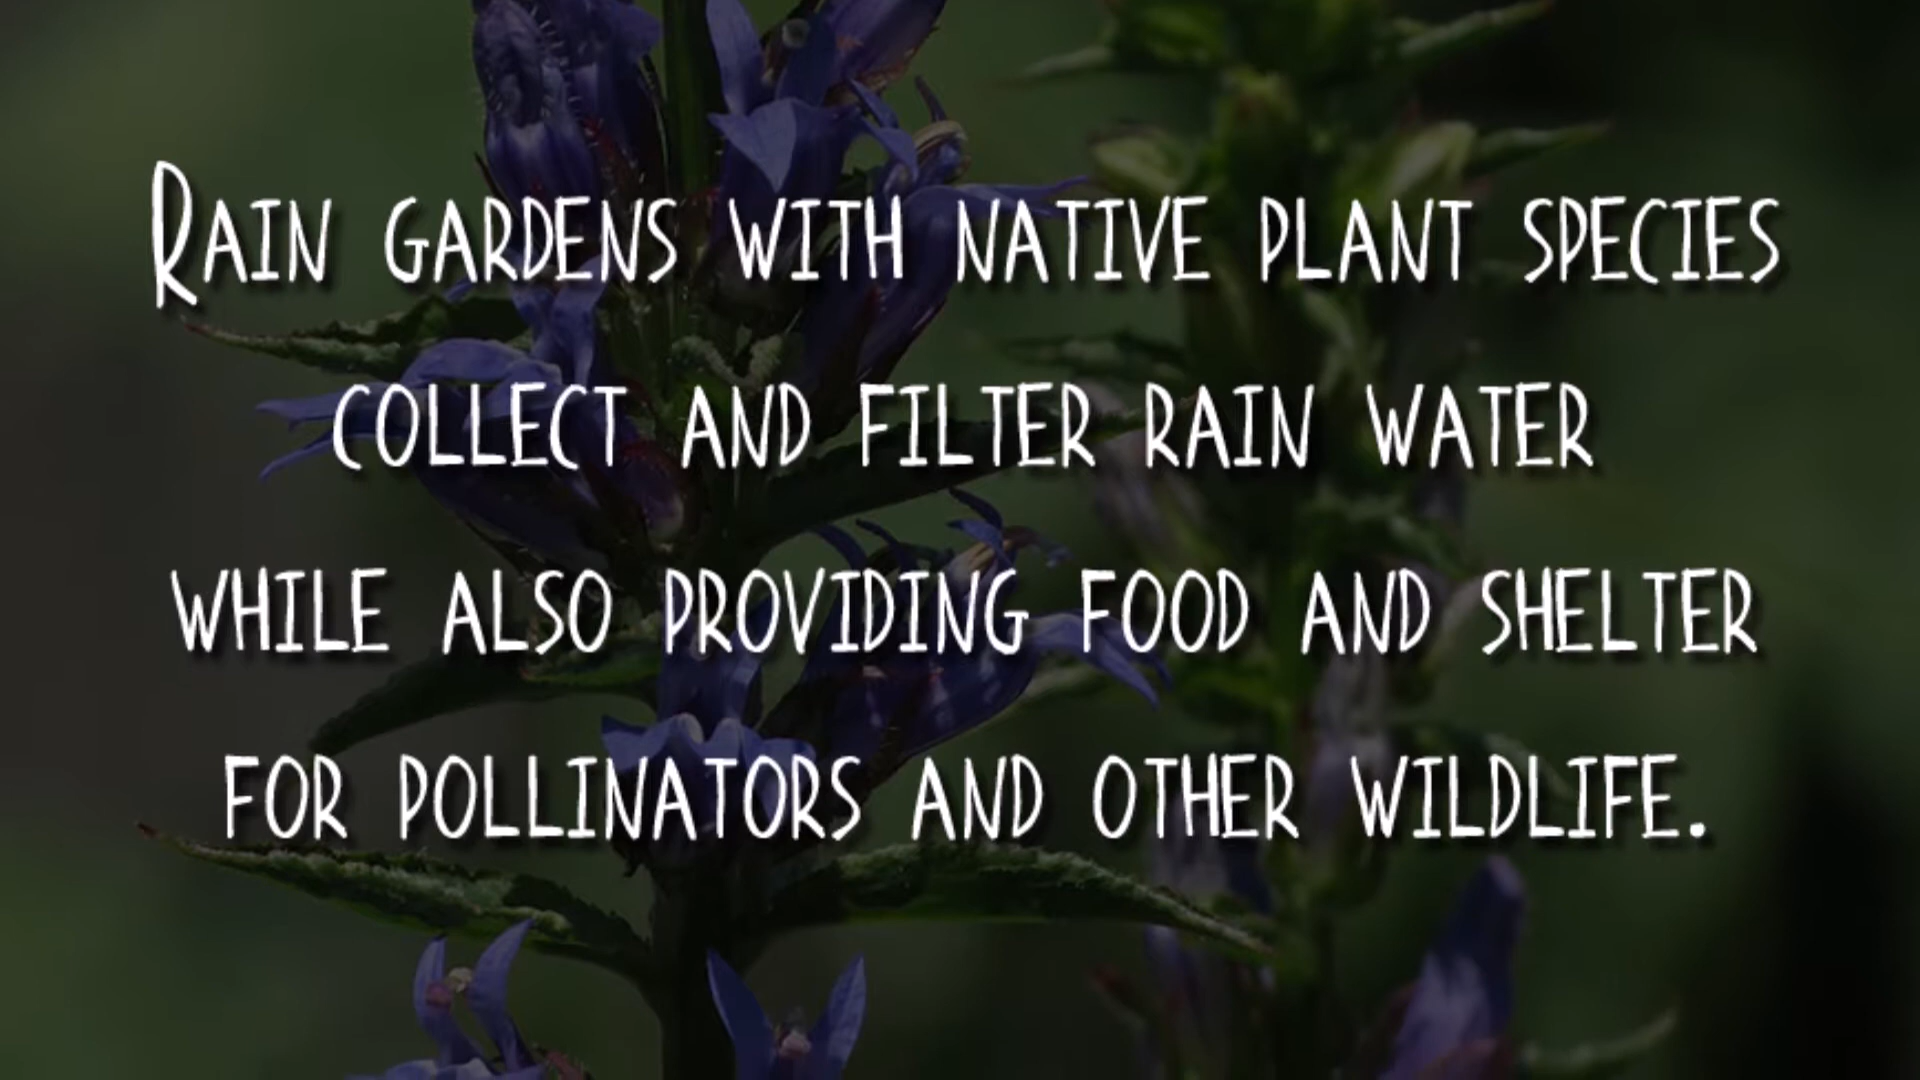 Rain gardens with native plant species
collect and filter rain water
while also providing food and shelter
for pollinators and other wildlife.